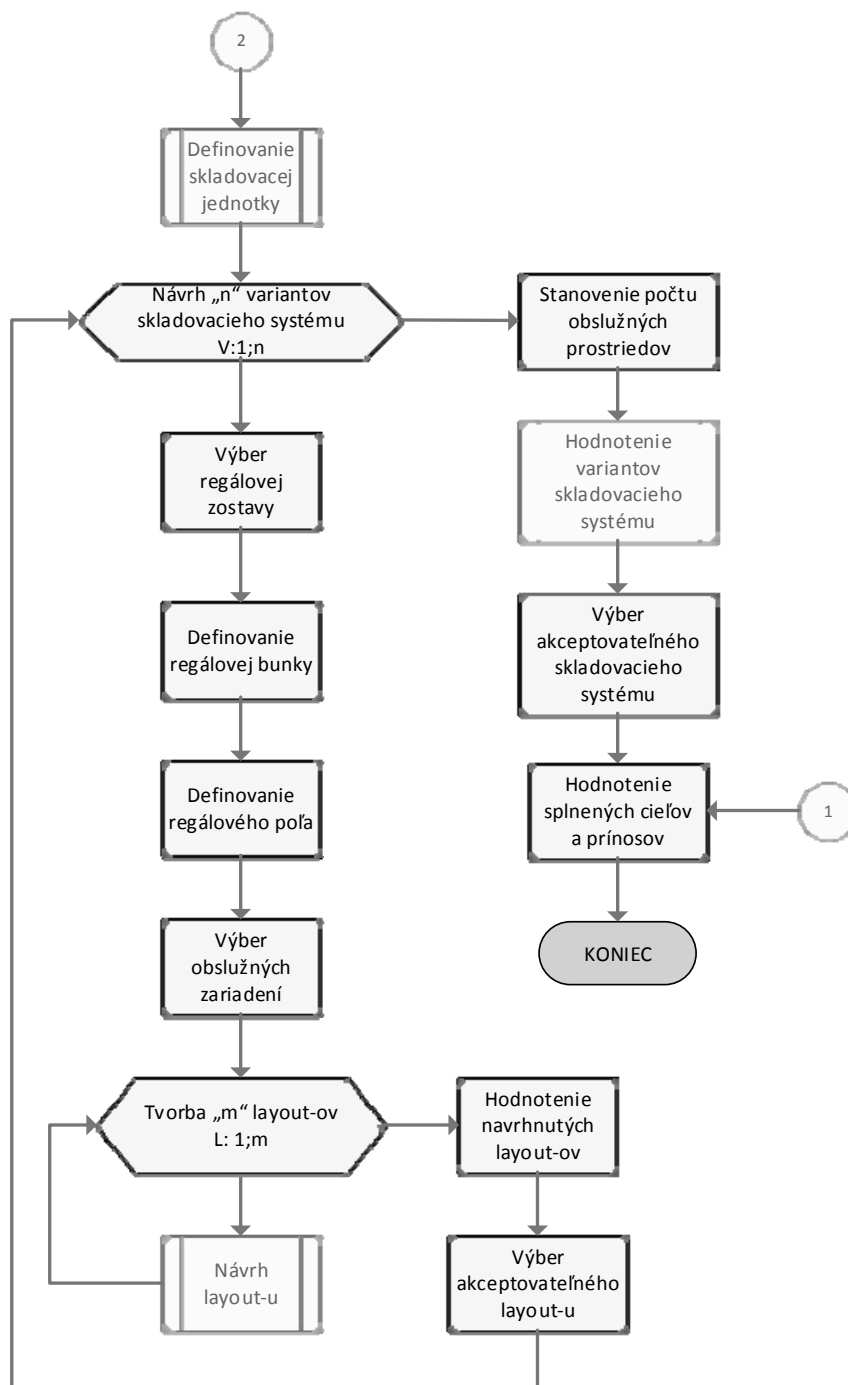 2
Definovanie
skladovacej
jednotky
Návrh „n“ variantov
skladovacieho systému
V:1;n
Výber
regálovej
zostavy
Definovanie
regálovej bunky
Definovanie
regálového poľa
Výber
obslužných
zariadení
Tvorba „m“ layout-ov
L: 1;m
Návrh
layout-u
Hodnotenie
navrhnutých
layout-ov
Výber
akceptovateľného
layout-u
Stanovenie počtu
obslužných
prostriedov
Hodnotenie
variantov
skladovacieho
systému
Výber
akceptovateľného
skladovacieho
systému
Hodnotenie
splnených cieľov
a prínosov
1
KONIEC